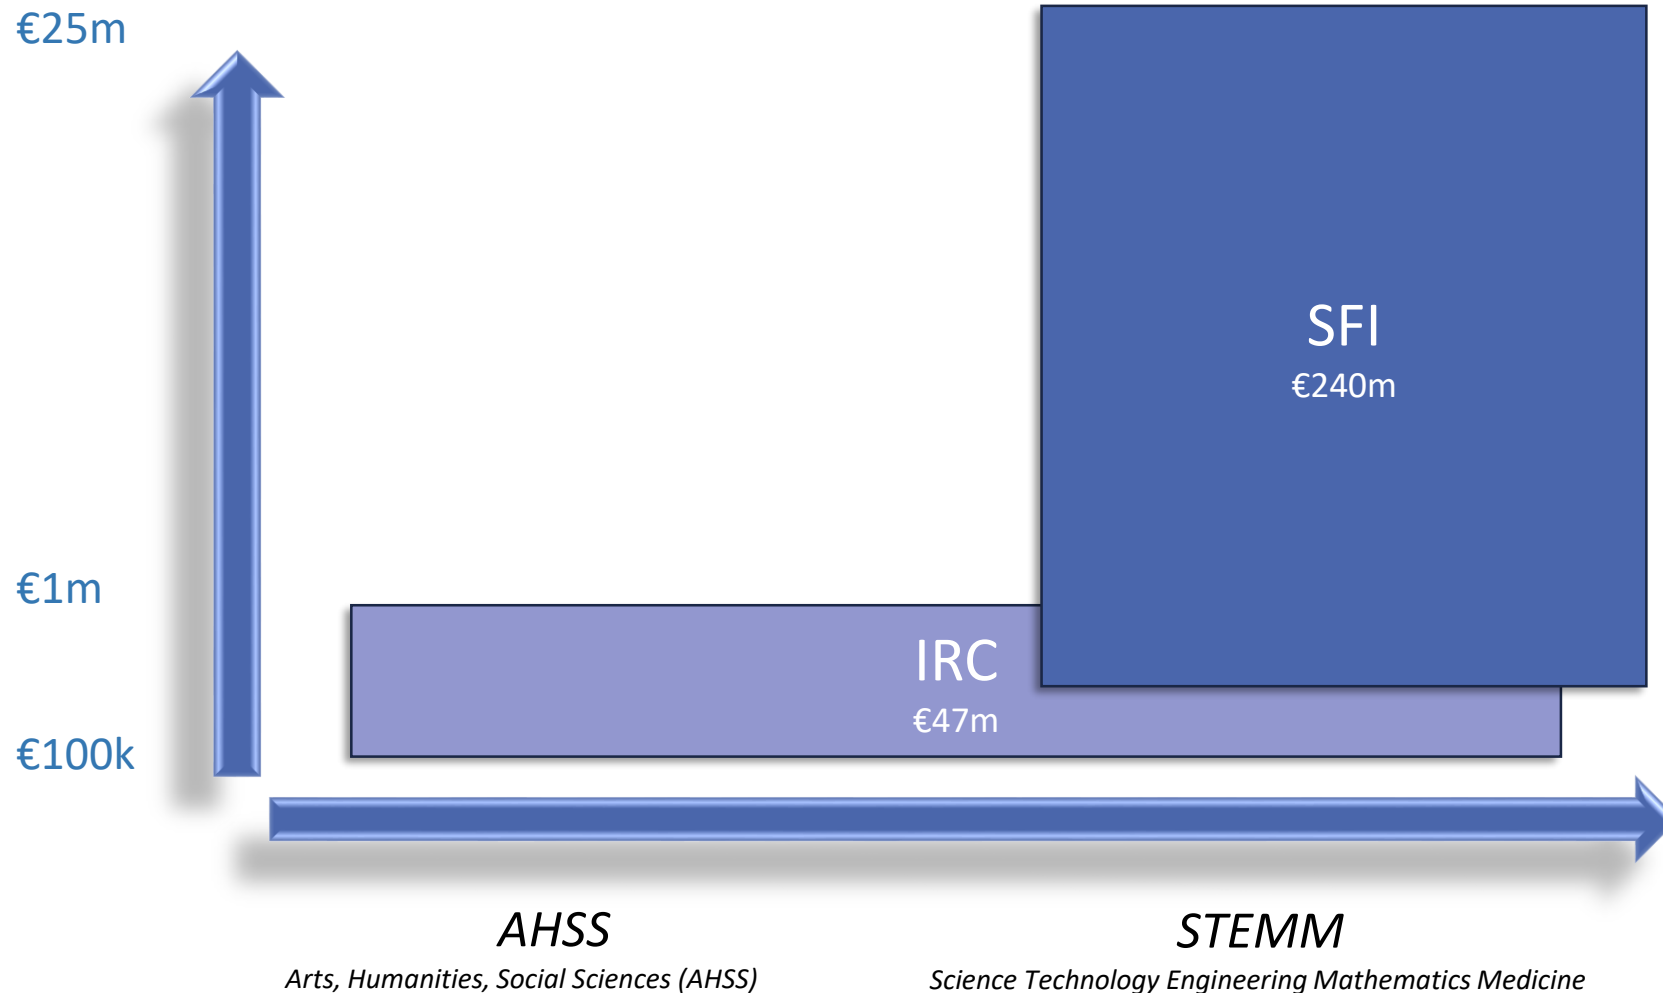 €25m
SFI
€240m
€1m
IRC
€47m
€100k
AHSS
Arts, Humanities, Social Sciences (AHSS)
STEMM
Science Technology Engineering Mathematics Medicine